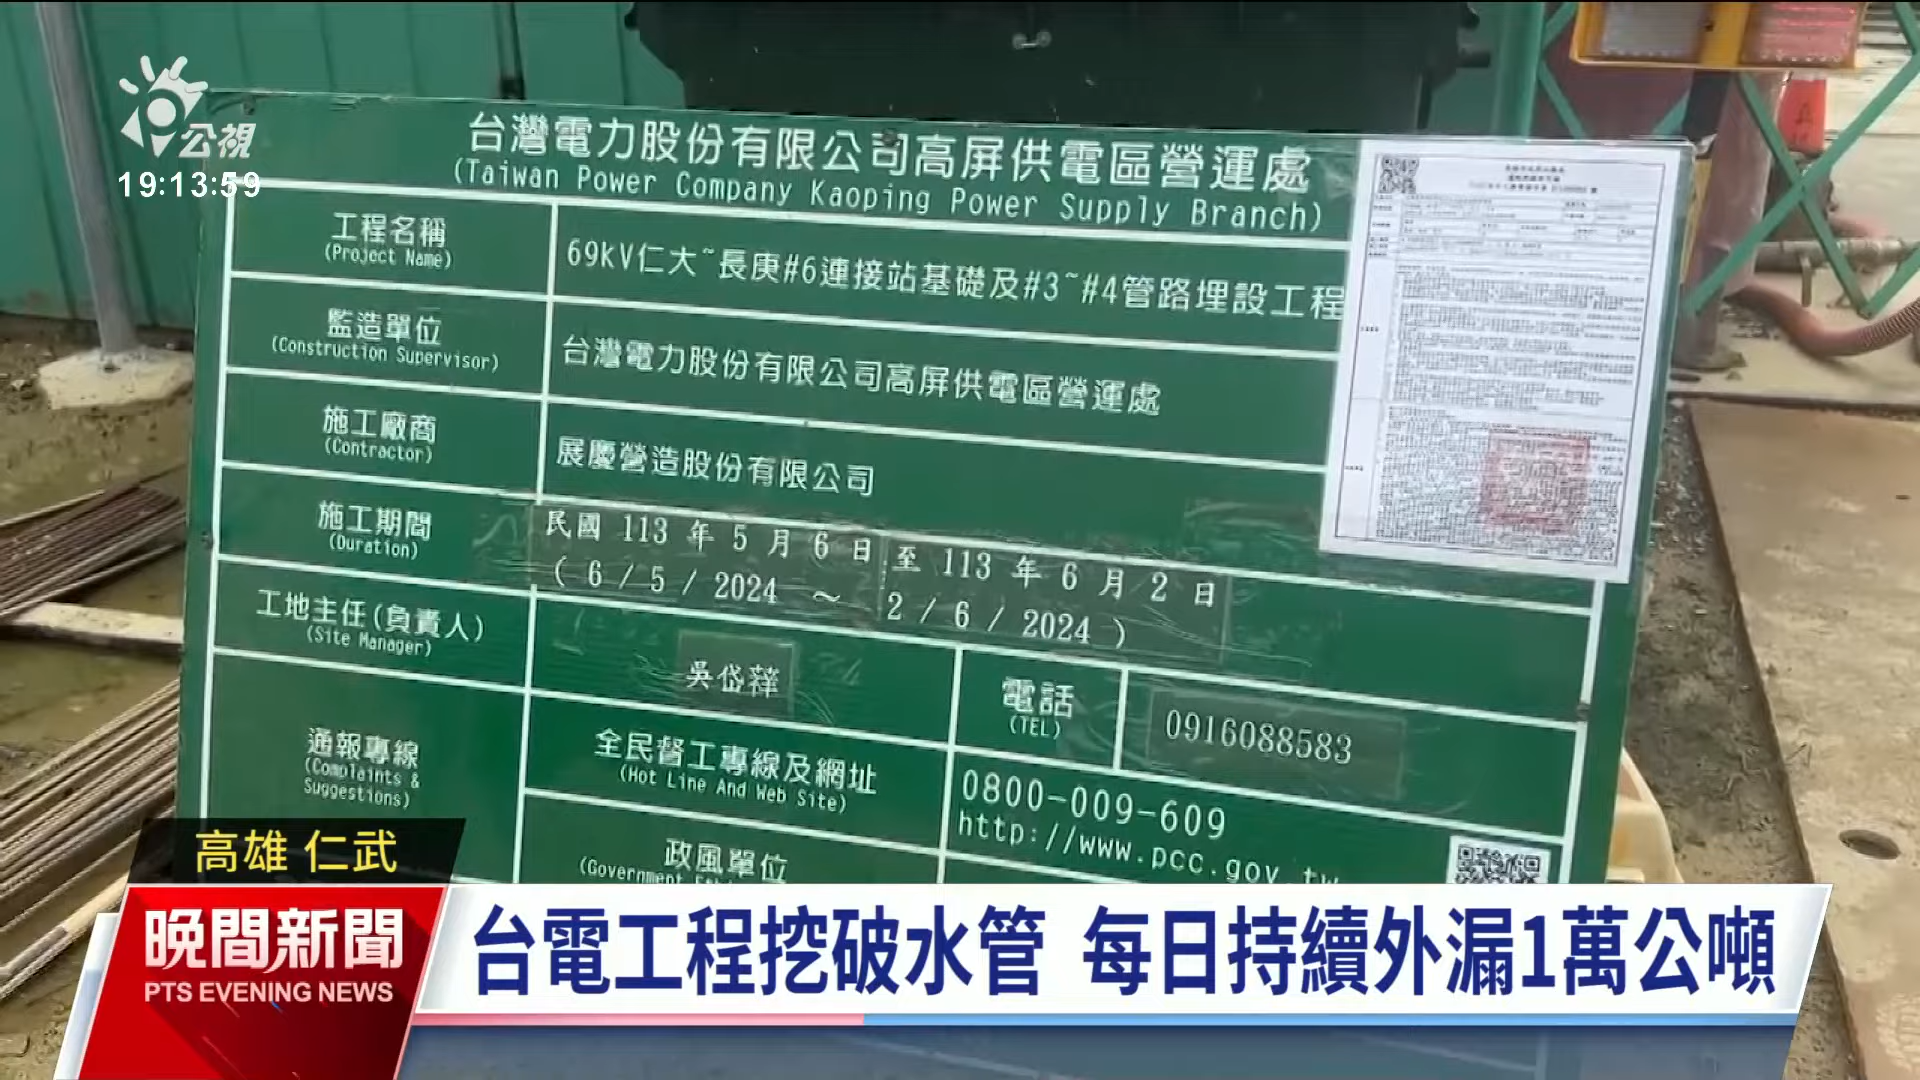 公視
19:13:59
台灣電力股份有限公司高屏供電區營運處
(Taiwan Power Company Kaoping Power Supply Branch)
工程名稱
(Project Name)
69kV仁大~長庚#6連接站基礎及#3~#4管路埋設工程
監造單位
(Construction Supervisor)
台灣電力股份有限公司高屏供電區營運處
施工廠商
(Contractor)
展慶營造股份有限公司
施工期間
(Duration)
民國 113 年 5 月 6 日 至 113 年 6 月 2 日
( 6 / 5 / 2024 ~ 2 / 6 / 2024 )
工地主任(負責人)
(Site Manager)
吳岱
電話
(TEL)
0916088583
通報專線
(Complaints &
Suggestions)
全民督工專線及網址
(Hot Line And Web Site)
0800-009-609
http://www.pcc.gov.tw
政風單位
(Government
高雄 仁武
晚間新聞
PTS EVENING NEWS
台電工程挖破水管 每日持續外漏1萬公噸